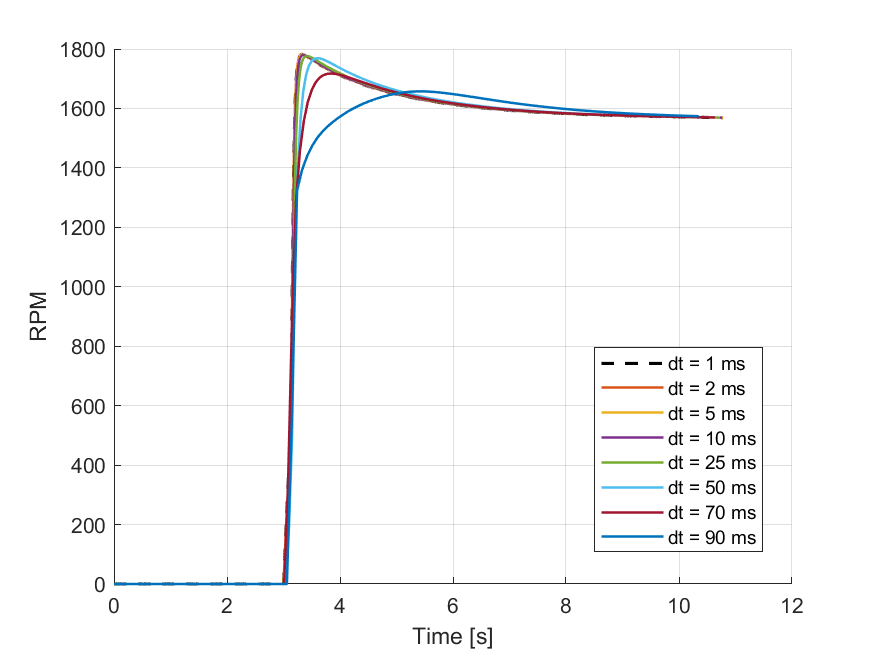 1800
1600
1400
1200
1000
800
600
400
200
0
RPM
0 2 4 6 8 10 12
Time [s]
dt = 1 ms
dt = 2 ms
dt = 5 ms
dt = 10 ms
dt = 25 ms
dt = 50 ms
dt = 70 ms
dt = 90 ms